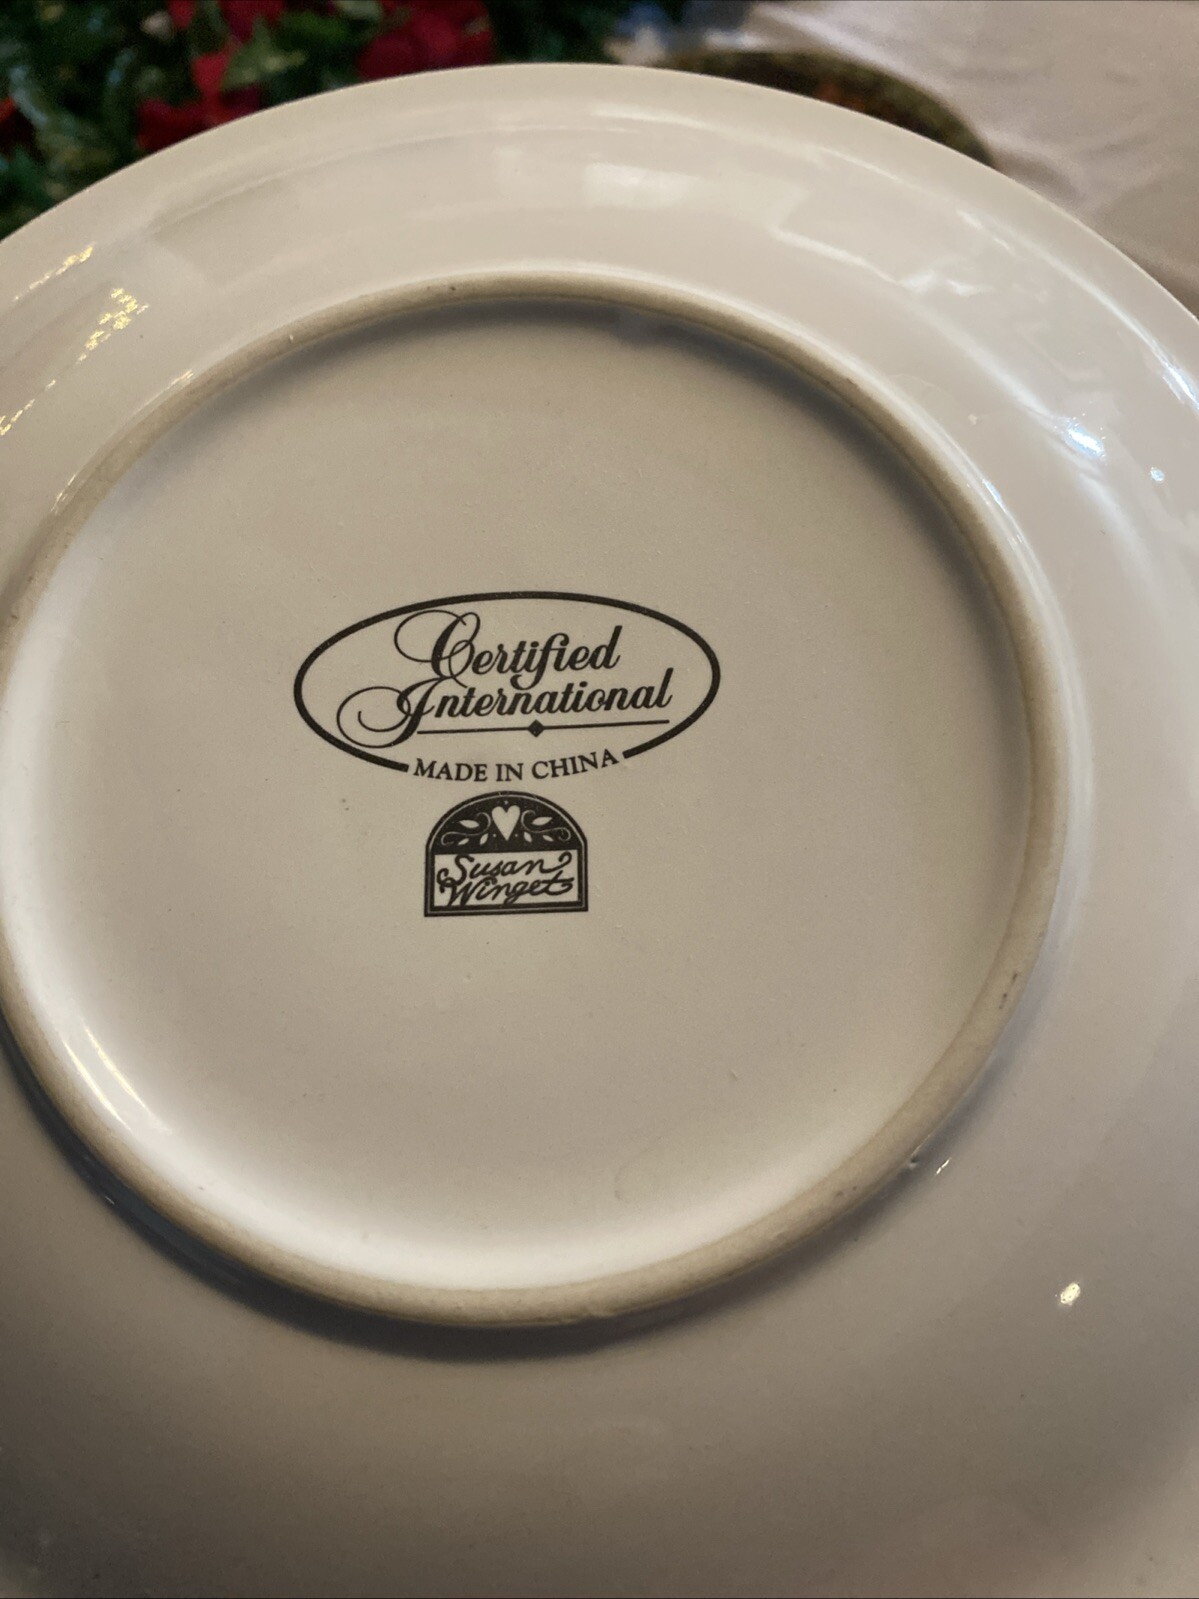 Certified
International
MADE IN CHINA
Susan
Winget